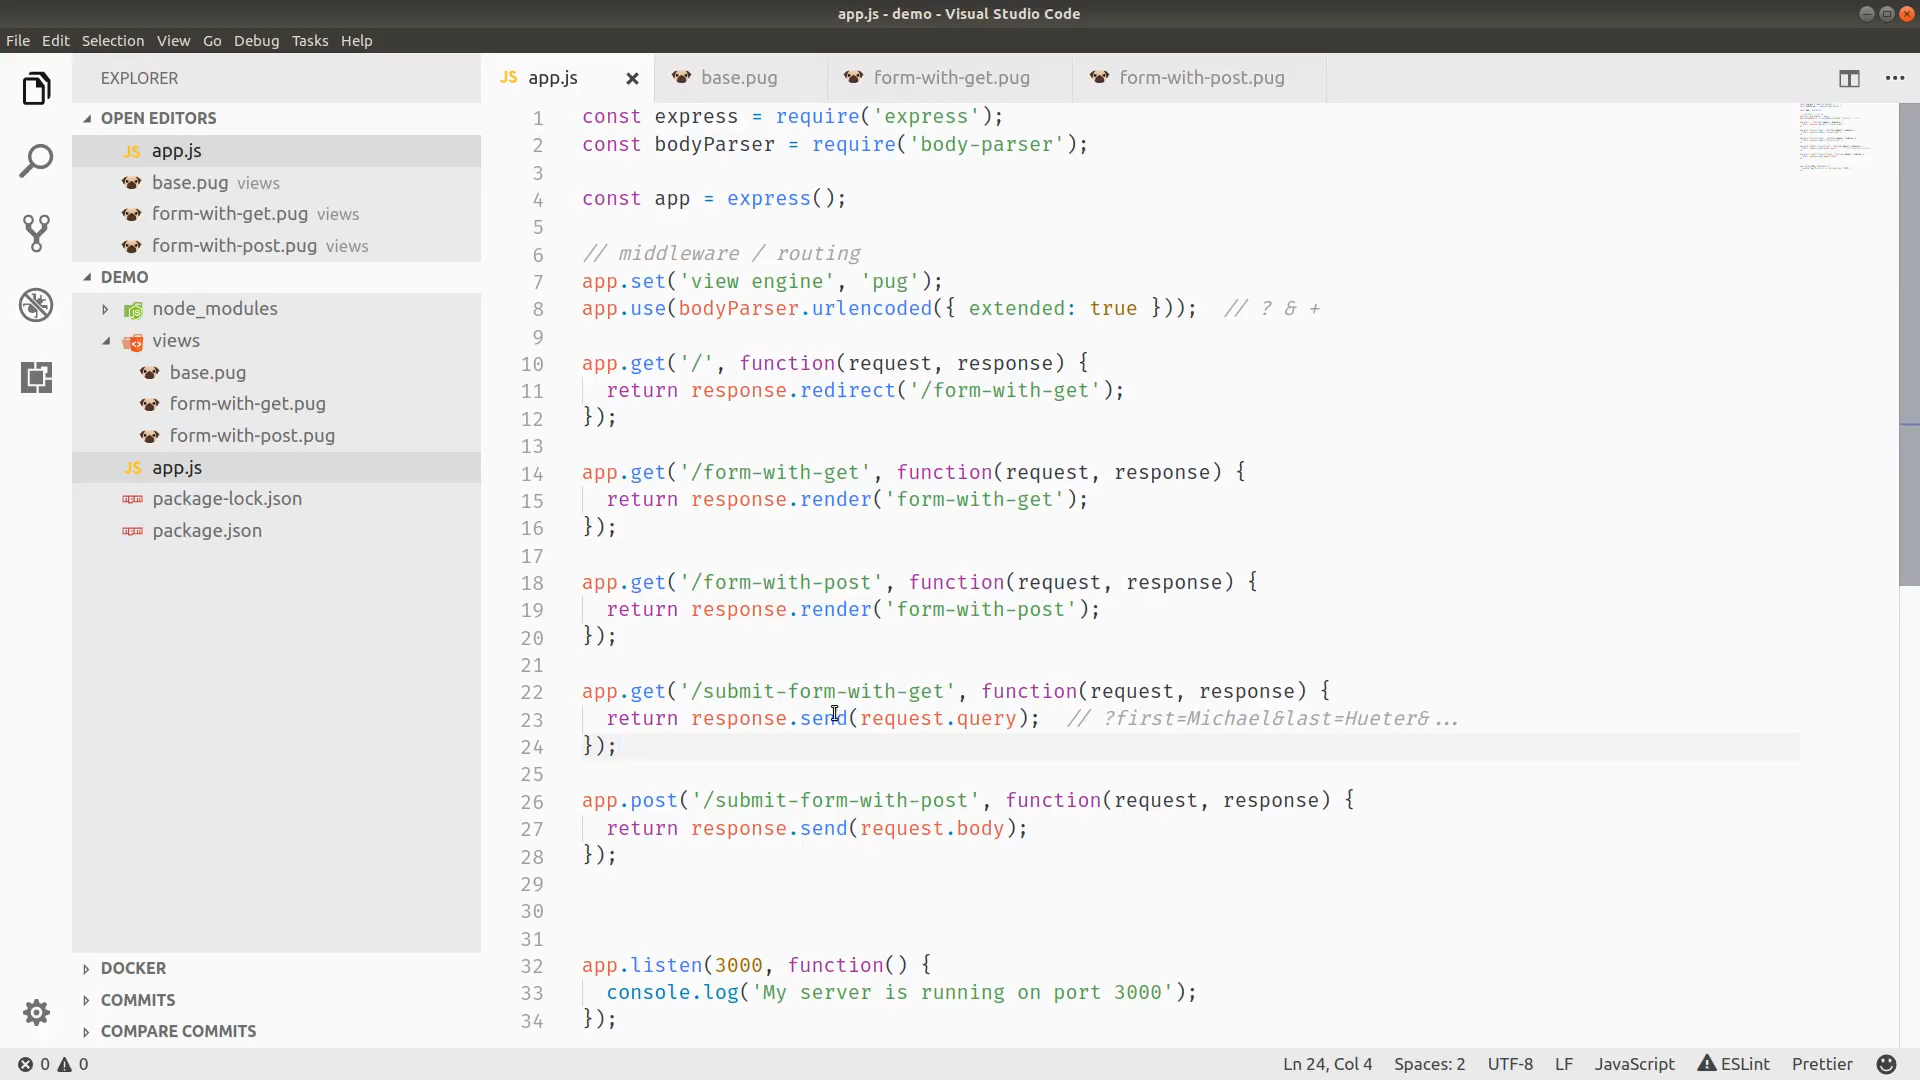 app.js - demo - Visual Studio Code
File Edit Selection View Go Debug Tasks Help
EXPLORER
OPEN EDITORS
JS app.js
base.pug views
form-with-get.pug views
form-with-post.pug views
DEMO
node_modules
views
base.pug
form-with-get.pug
form-with-post.pug
JS app.js
npm package-lock.json
npm package.json
DOCKER
COMMITS
COMPARE COMMITS
JS app.js base.pug form-with-get.pug form-with-post.pug
1 const express = require('express');
2 const bodyParser = require('body-parser');
3
4 const app = express();
5
6 // middleware / routing
7 app.set('view engine', 'pug');
8 app.use(bodyParser.urlencoded({ extended: true })); // ? & +
9
10 app.get('/', function(request, response) {
11 return response.redirect('/form-with-get');
12 });
13
14 app.get('/form-with-get', function(request, response) {
15 return response.render('form-with-get');
16 });
17
18 app.get('/form-with-post', function(request, response) {
19 return response.render('form-with-post');
20 });
21
22 app.get('/submit-form-with-get', function(request, response) {
23 return response.send(request.query); // ?first=Michael&last=Hueter&...
24 });
25
26 app.post('/submit-form-with-post', function(request, response) {
27 return response.send(request.body);
28 });
29
30
31
32 app.listen(3000, function() {
33 console.log('My server is running on port 3000');
34 });
0 0 Ln 24, Col 4 Spaces: 2 UTF-8 LF JavaScript ESLint Prettier